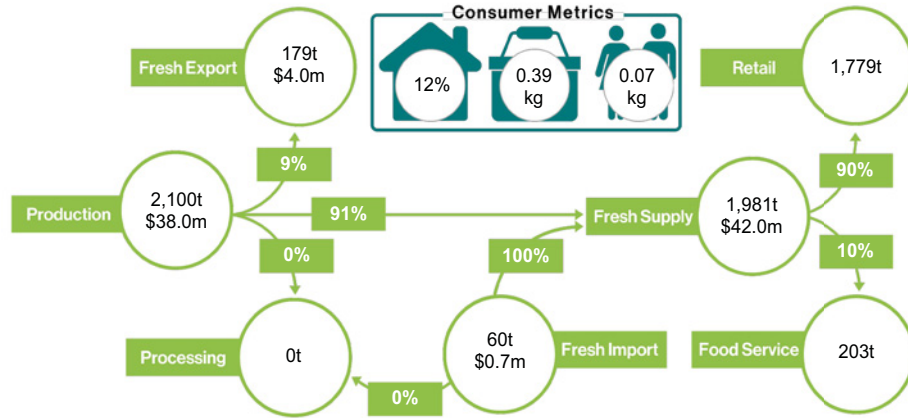 Consumer Metrics
Fresh Export
179t
$4.0m
12%
0.39
kg
0.07
kg
Retail
1,779t
9%
90%
Production
2,100t
$38.0m
91%
Fresh Supply
1,981t
$42.0m
0%
100%
10%
Processing
0t
60t
$0.7m
Fresh Import
Food Service
203t
0%